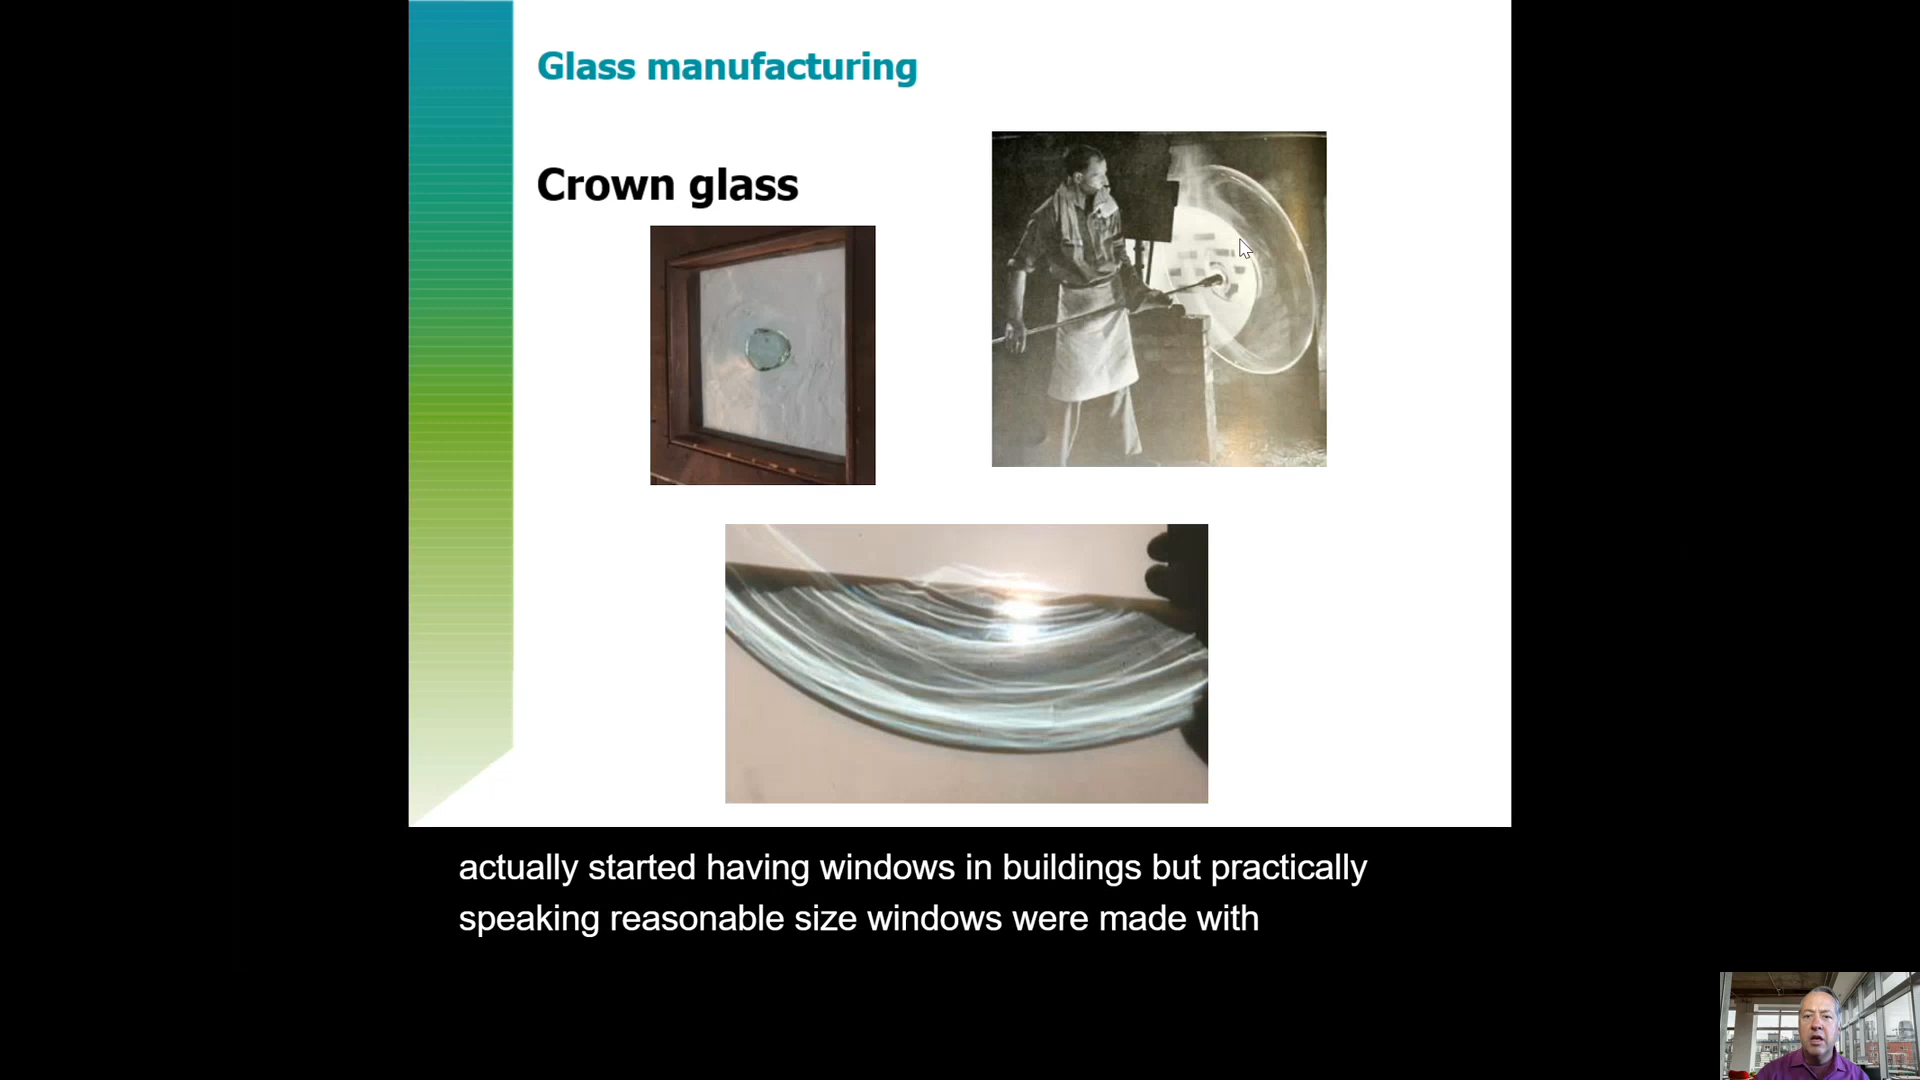 Glass manufacturing
Crown glass
actually started having windows in buildings but practically
speaking reasonable size windows were made with